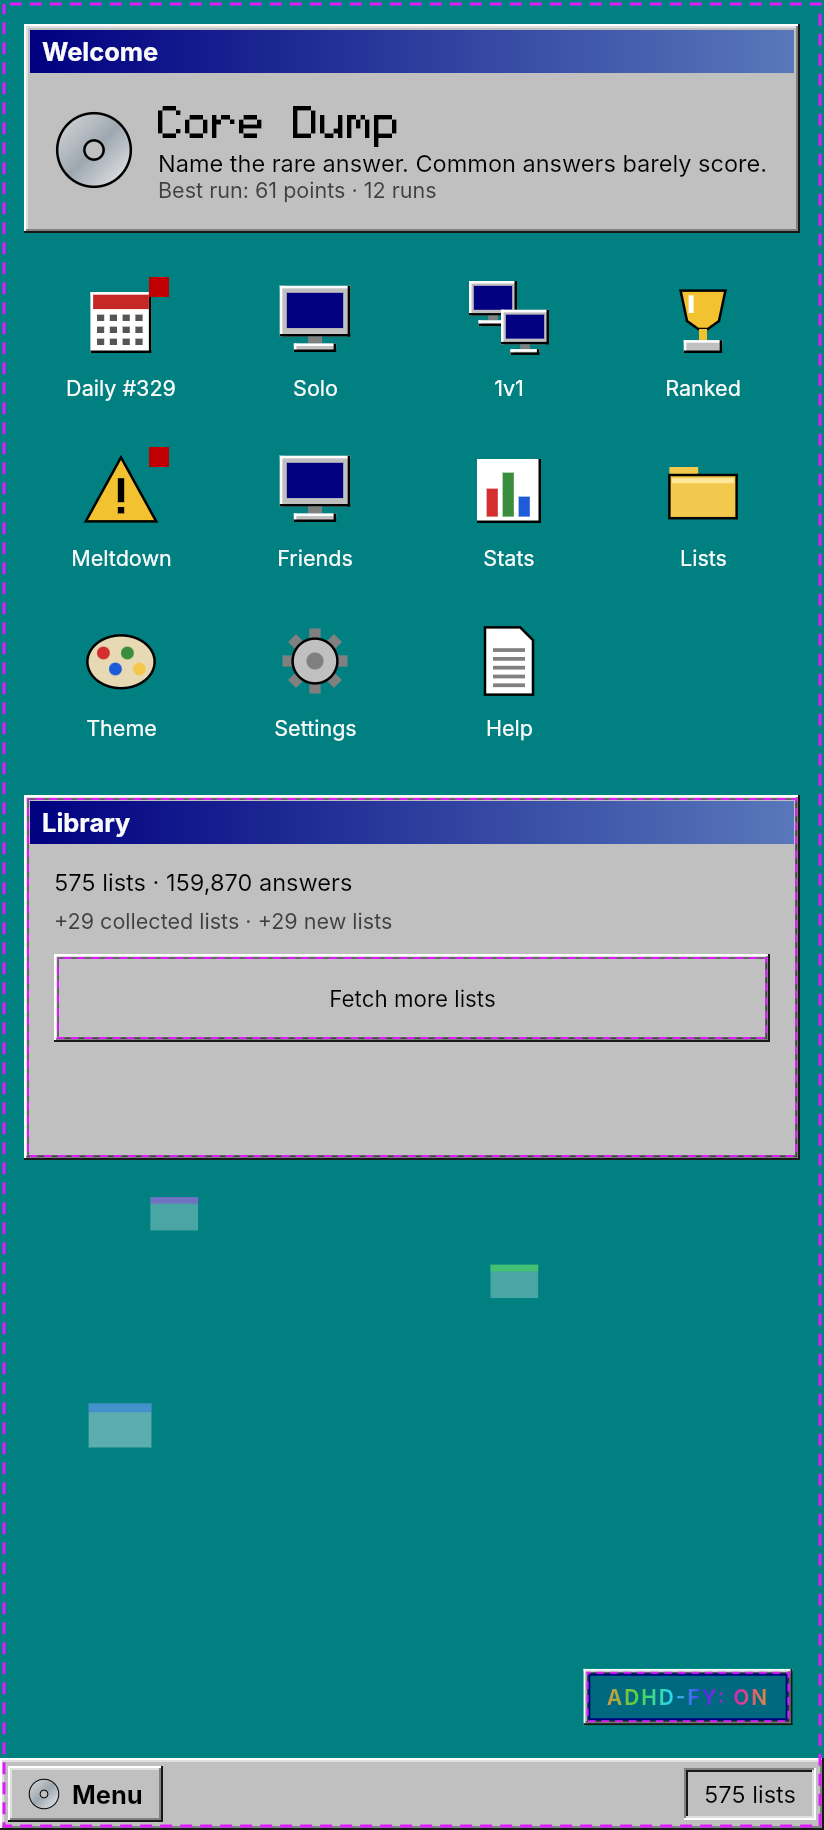 Welcome
Core Dump
Name the rare answer. Common answers barely score.
Best run: 61 points · 12 runs
Daily #329
Solo
1v1
Ranked
Meltdown
Friends
Stats
Lists
Theme
Settings
Help
Library
575 lists · 159,870 answers
+29 collected lists · +29 new lists
Fetch more lists
ADHD-FY: ON
Menu
575 lists